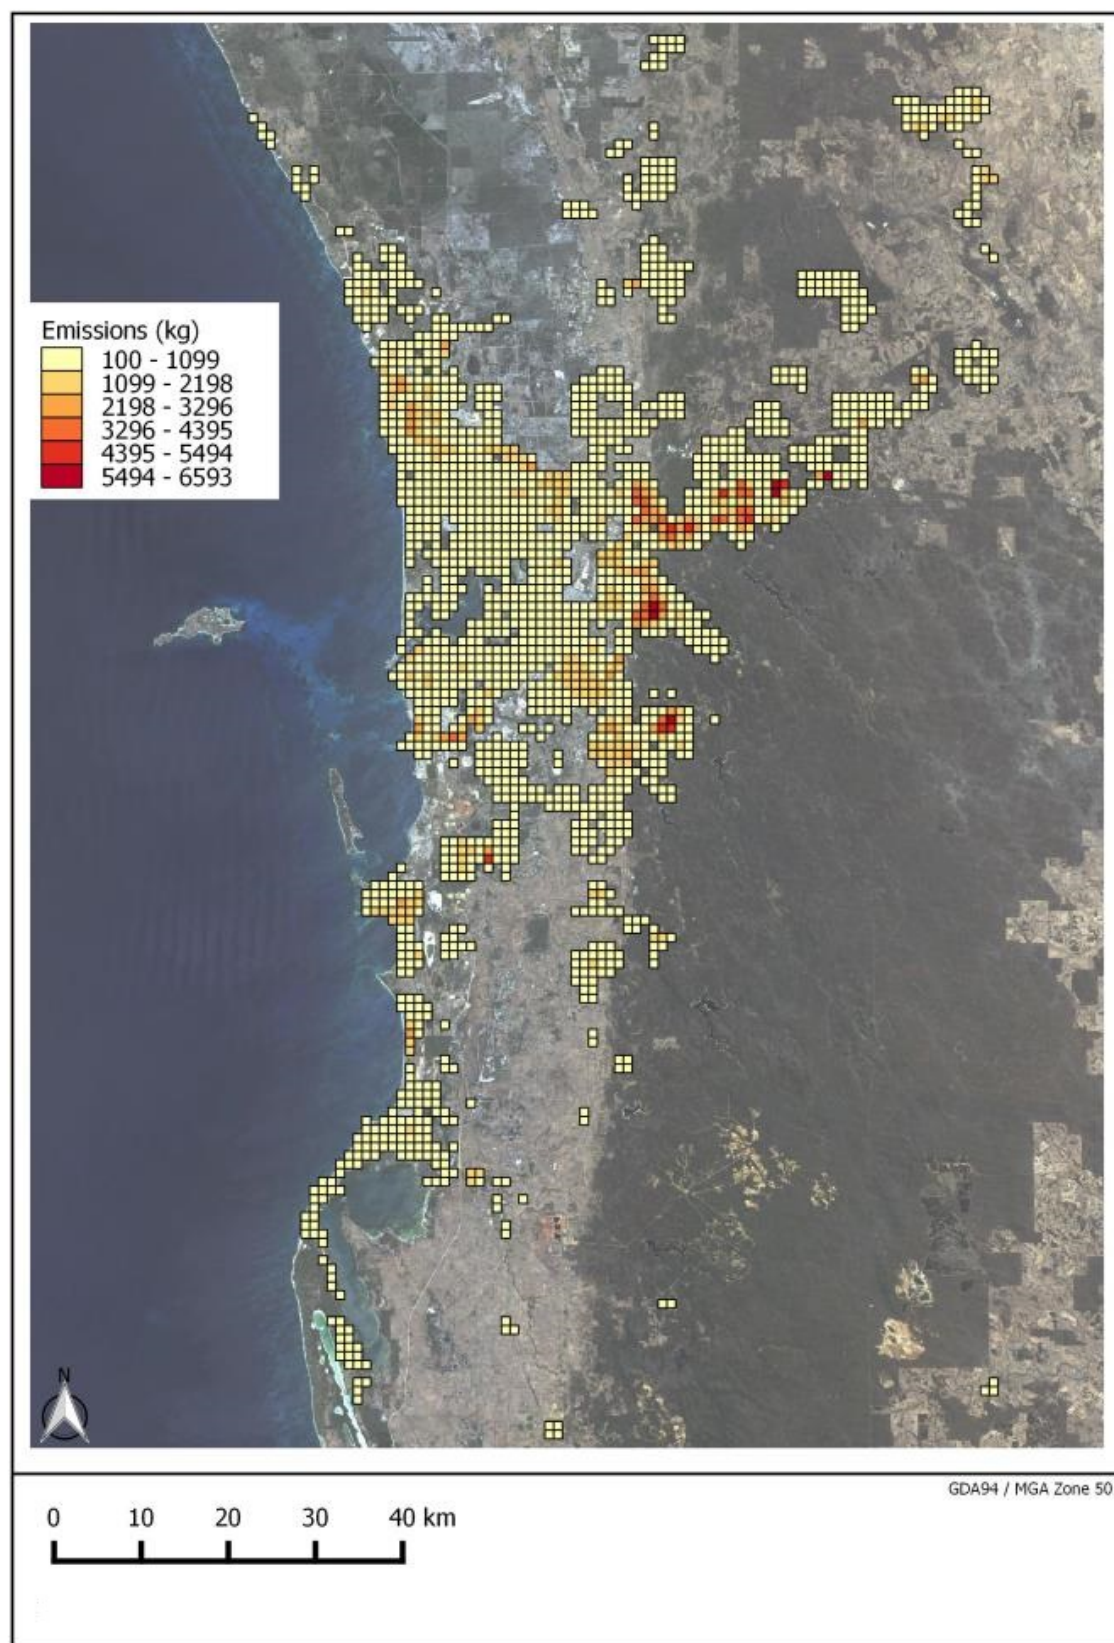 Emissions (kg)
100 - 1099
1099 - 2198
2198 - 3296
3296 - 4395
4395 - 5494
5494 - 6593
N
GDA94 / MGA Zone 50
0 10 20 30 40 km